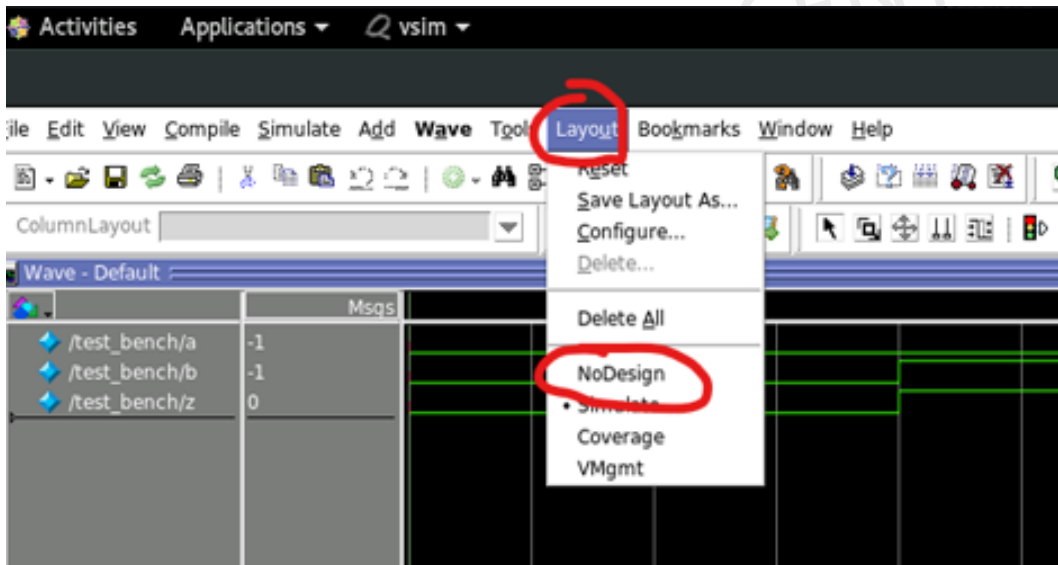 Activities Applications vsim
ile Edit View Compile Simulate Add Wave Tool Layout Bookmarks Window Help
Reset
Save Layout As...
ColumnLayout
Configure...
Delete...
Wave - Default
Msgs
Delete All
/test_bench/a -1
/test_bench/b -1
NoDesign
/test_bench/z 0
Simulate
Coverage
VMgmt